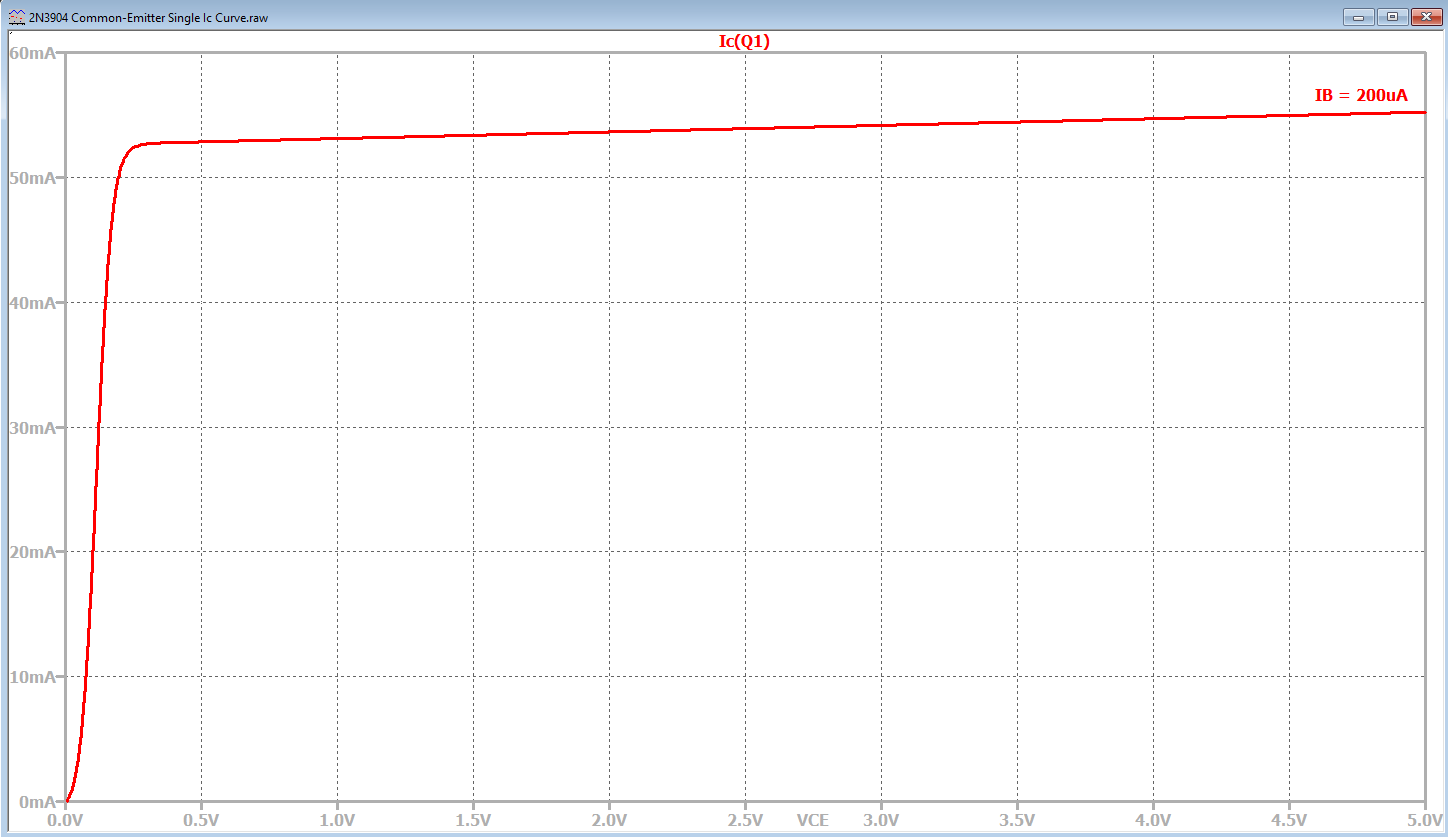 2N3904 Common-Emitter Single Ic Curve.raw
Ic(Q1)
60mA
IB = 200uA
50mA
40mA
30mA
20mA
10mA
0mA
0.0V 0.5V 1.0V 1.5V 2.0V 2.5V VCE 3.0V 3.5V 4.0V 4.5V 5.0V